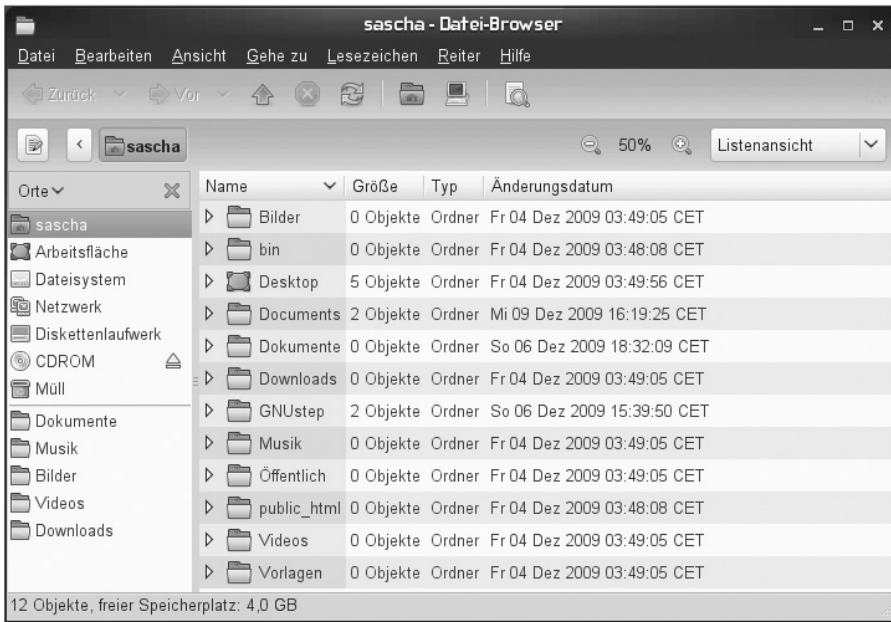 sascha - Datei-Browser
Datei Bearbeiten Ansicht Gehe zu Lesezeichen Reiter Hilfe
Zurück Vor
sascha 50% Listenansicht
Orte
sascha
Arbeitsfläche
Dateisystem
Netzwerk
Diskettenlaufwerk
CDROM
Müll
Dokumente
Musik
Bilder
Videos
Downloads
Name Größe Typ Änderungsdatum
Bilder 0 Objekte Ordner Fr 04 Dez 2009 03:49:05 CET
bin 0 Objekte Ordner Fr 04 Dez 2009 03:48:08 CET
Desktop 5 Objekte Ordner Fr 04 Dez 2009 03:49:56 CET
Documents 2 Objekte Ordner Mi 09 Dez 2009 16:19:25 CET
Dokumente 0 Objekte Ordner So 06 Dez 2009 18:32:09 CET
Downloads 0 Objekte Ordner Fr 04 Dez 2009 03:49:05 CET
GNUstep 2 Objekte Ordner So 06 Dez 2009 15:39:50 CET
Musik 0 Objekte Ordner Fr 04 Dez 2009 03:49:05 CET
Öffentlich 0 Objekte Ordner Fr 04 Dez 2009 03:49:05 CET
public_html 0 Objekte Ordner Fr 04 Dez 2009 03:48:08 CET
Videos 0 Objekte Ordner Fr 04 Dez 2009 03:49:05 CET
Vorlagen 0 Objekte Ordner Fr 04 Dez 2009 03:49:05 CET
12 Objekte, freier Speicherplatz: 4,0 GB